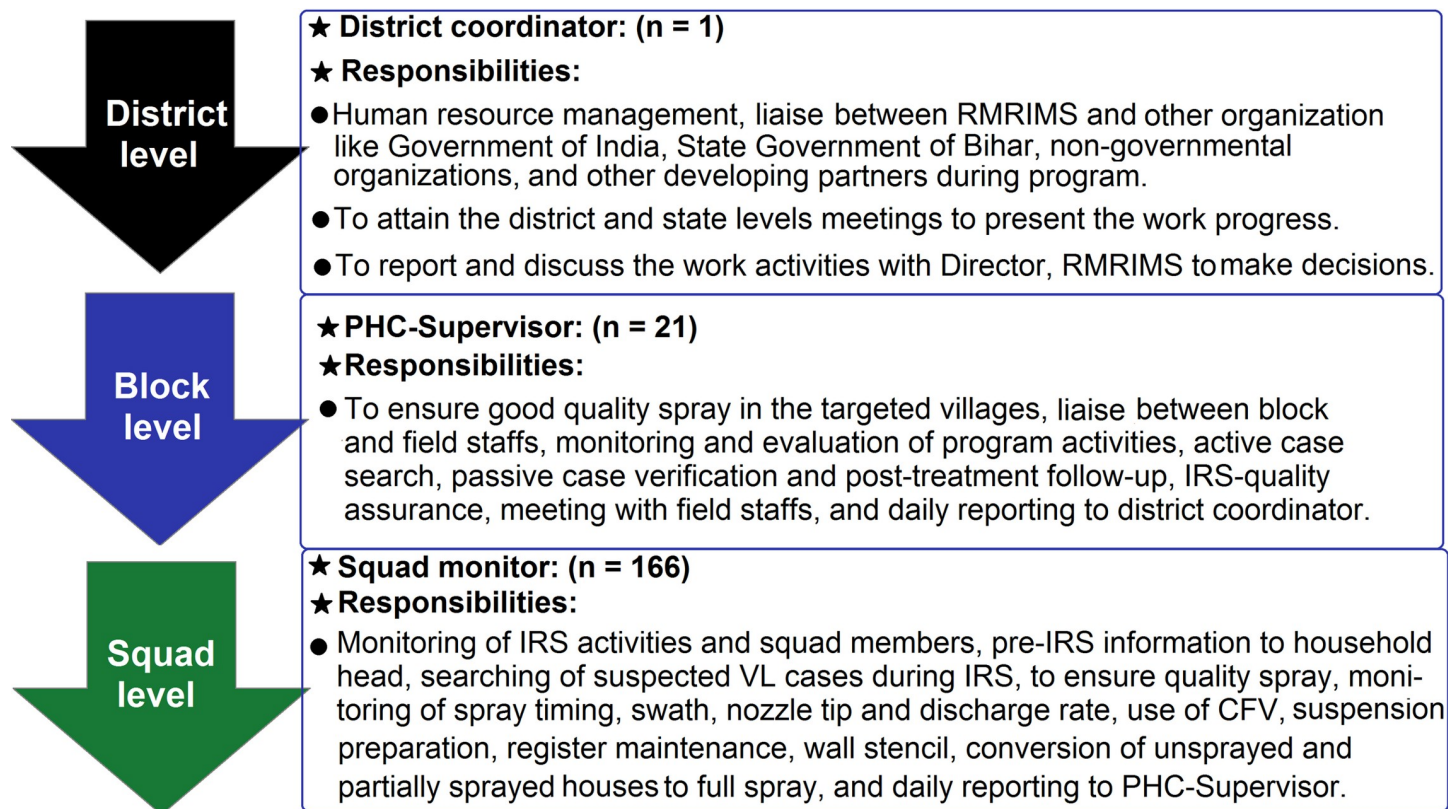 District
level
★ District coordinator: (n = 1)
★ Responsibilities:
● Human resource management, liaise between RMRIMS and other organization
like Government of India, State Government of Bihar, non-governmental
organizations, and other developing partners during program.
● To attain the district and state levels meetings to present the work progress.
● To report and discuss the work activities with Director, RMRIMS to make decisions.
Block
level
★ PHC-Supervisor: (n = 21)
★ Responsibilities:
● To ensure good quality spray in the targeted villages, liaise between block
and field staffs, monitoring and evaluation of program activities, active case
search, passive case verification and post-treatment follow-up, IRS-quality
assurance, meeting with field staffs, and daily reporting to district coordinator.
Squad
level
★ Squad monitor: (n = 166)
★ Responsibilities:
● Monitoring of IRS activities and squad members, pre-IRS information to household
head, searching of suspected VL cases during IRS, to ensure quality spray, moni-
toring of spray timing, swath, nozzle tip and discharge rate, use of CFV, suspension
preparation, register maintenance, wall stencil, conversion of unsprayed and
partially sprayed houses to full spray, and daily reporting to PHC-Supervisor.